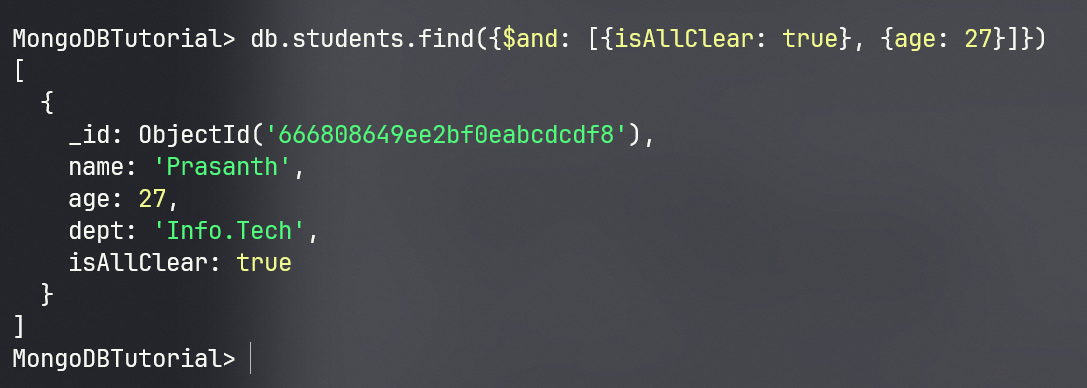 MongoDBTutorial> db.students.find({$and: [{isAllClear: true}, {age: 27}]})
[
  {
    _id: ObjectId('666808649ee2bf0eabcdcdf8'),
    name: 'Prasanth',
    age: 27,
    dept: 'Info.Tech',
    isAllClear: true
  }
]
MongoDBTutorial>